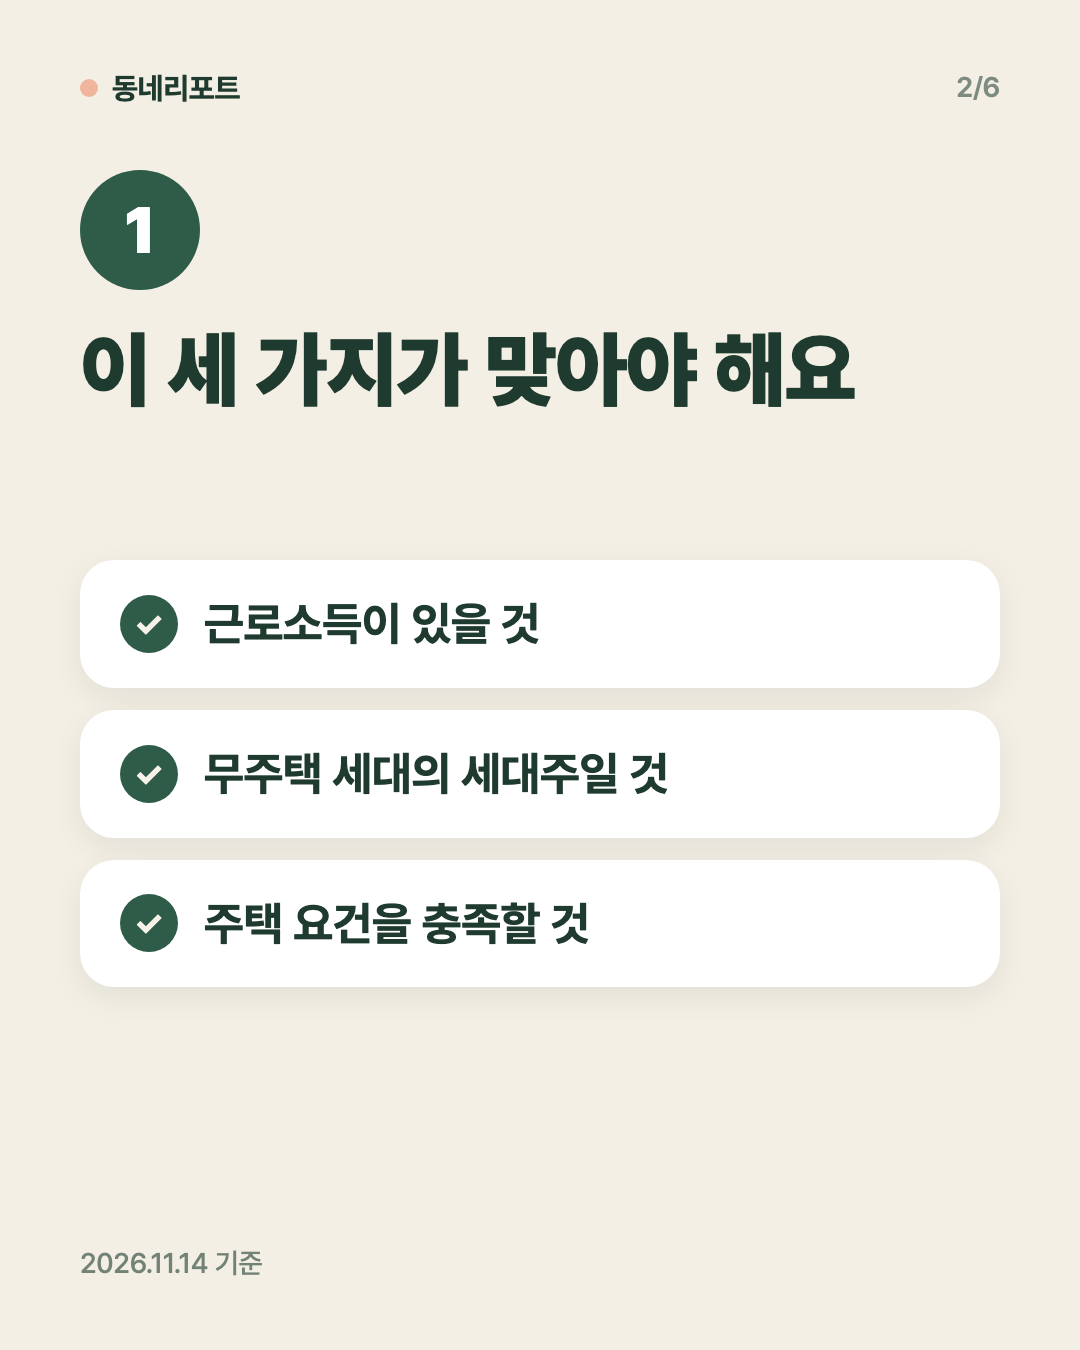 동네리포트
2/6
1
이 세 가지가 맞아야 해요
근로소득이 있을 것
무주택 세대의 세대주일 것
주택 요건을 충족할 것
2026.11.14 기준